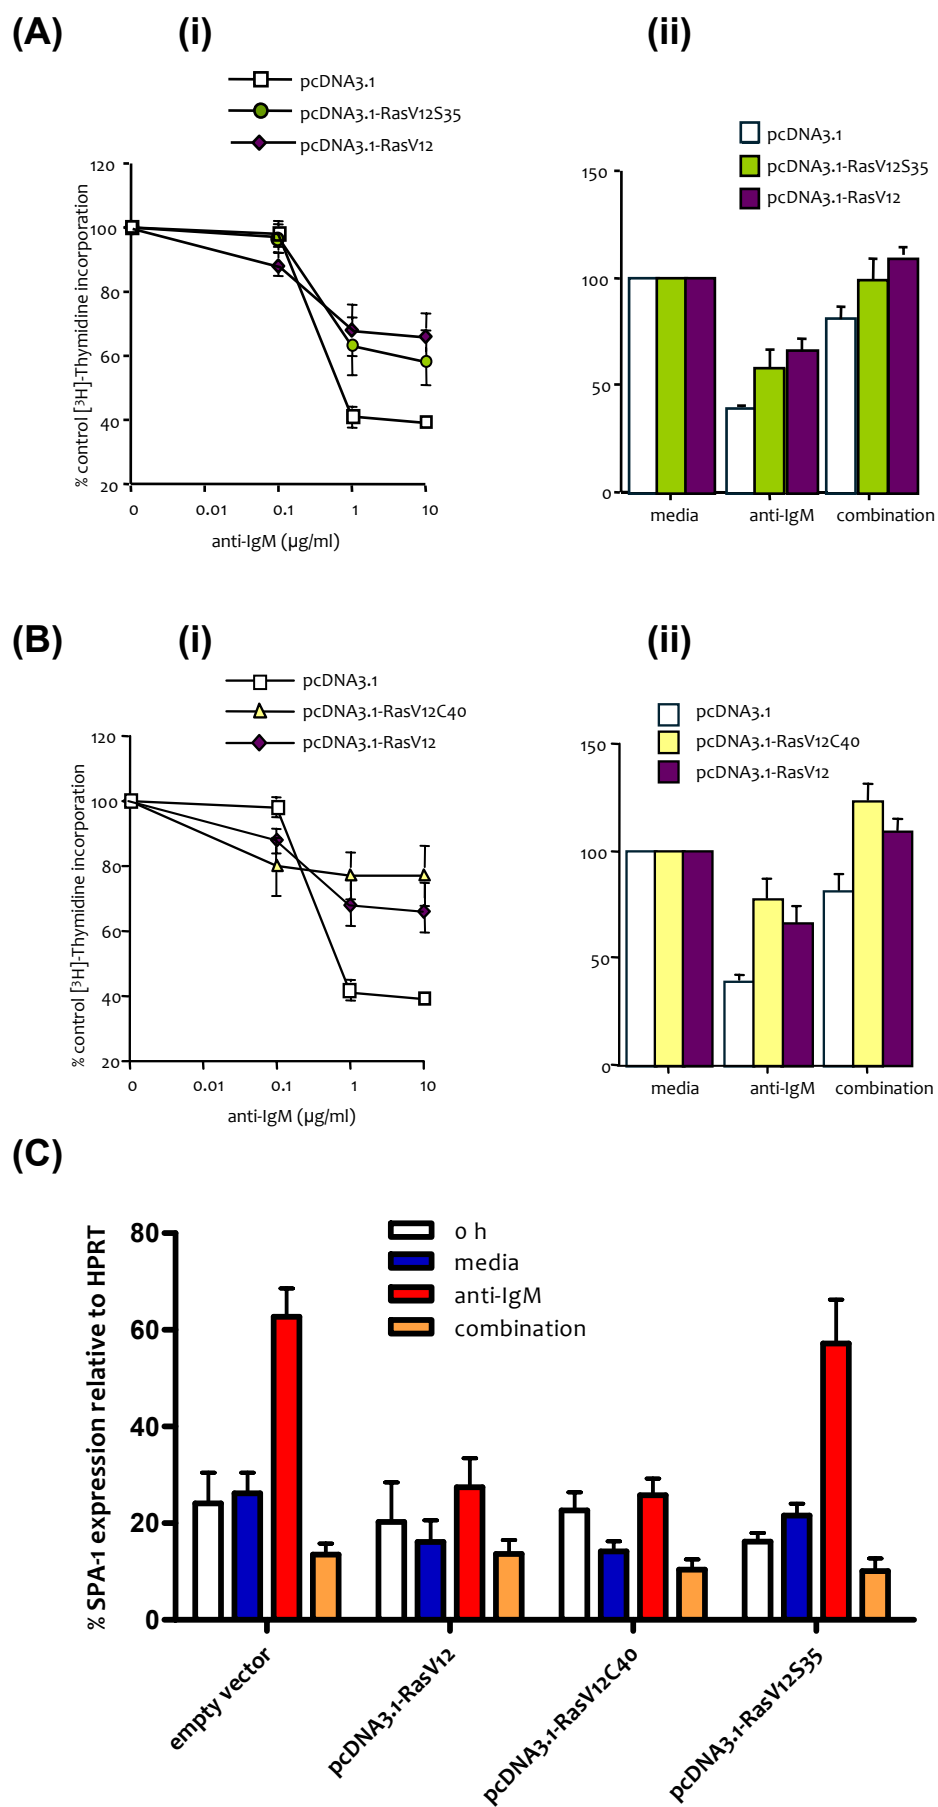 (A)
(i)
(ii)
pcDNA3.1
pcDNA3.1-RasV12S35
pcDNA3.1-RasV12
% control [³H]-Thymidine incorporation
120
100
80
60
40
20
0
0.01
0.1
1
10
anti-IgM (µg/ml)
pcDNA3.1
pcDNA3.1-RasV12S35
pcDNA3.1-RasV12
150
100
50
0
media
anti-IgM
combination
(B)
(i)
(ii)
pcDNA3.1
pcDNA3.1-RasV12C40
pcDNA3.1-RasV12
% control [³H]-Thymidine incorporation
120
100
80
60
40
20
0
0.01
0.1
1
10
anti-IgM (µg/ml)
pcDNA3.1
pcDNA3.1-RasV12C40
pcDNA3.1-RasV12
150
100
50
0
media
anti-IgM
combination
(C)
% SPA-1 expression relative to HPRT
80
60
40
20
0
0 h
media
anti-IgM
combination
empty vector
pcDNA3.1-RasV12
pcDNA3.1-RasV12C40
pcDNA3.1-RasV12S35